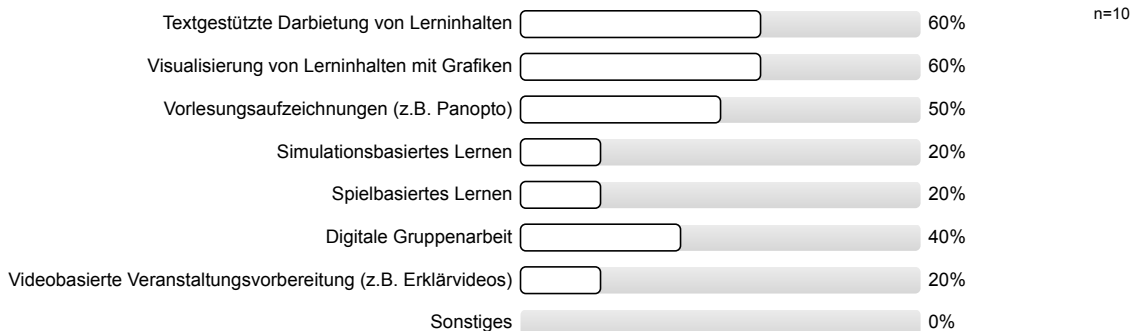 Textgestützte Darbietung von Lerninhalten 60% n=10
Visualisierung von Lerninhalten mit Grafiken 60%
Vorlesungsaufzeichnungen (z.B. Panopto) 50%
Simulationsbasiertes Lernen 20%
Spielbasiertes Lernen 20%
Digitale Gruppenarbeit 40%
Videobasierte Veranstaltungsvorbereitung (z.B. Erklärvideos) 20%
Sonstiges 0%